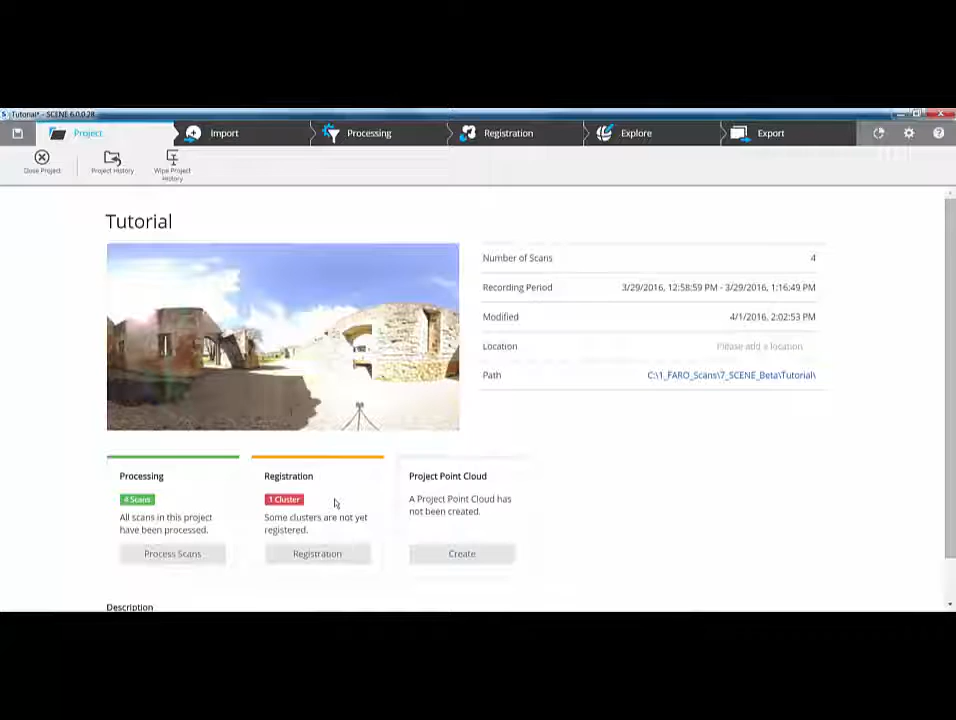 Tutorial* - SCENE 6.0.0.28
Project
Import
Processing
Registration
Explore
Export
Close Project
Project History
Wipe Project
History
Tutorial
Number of Scans 4
Recording Period 3/29/2016, 12:58:59 PM - 3/29/2016, 1:16:49 PM
Modified 4/1/2016, 2:02:53 PM
Location Please add a location
Path C:\1_FARO_Scans\7_SCENE_Beta\Tutorial\
Processing
4 Scans
All scans in this project
have been processed.
Process Scans
Registration
1 Cluster
Some clusters are not yet
registered.
Registration
Project Point Cloud
A Project Point Cloud has
not been created.
Create
Description